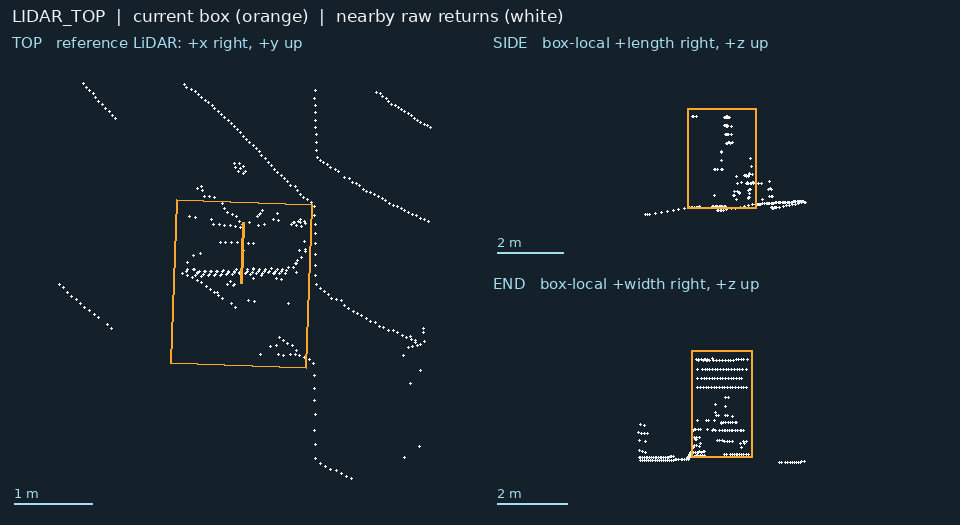 LIDAR_TOP | current box (orange) | nearby raw returns (white)
TOP reference LiDAR: +x right, +y up
SIDE box-local +length right, +z up
2 m
END box-local +width right, +z up
1 m
2 m